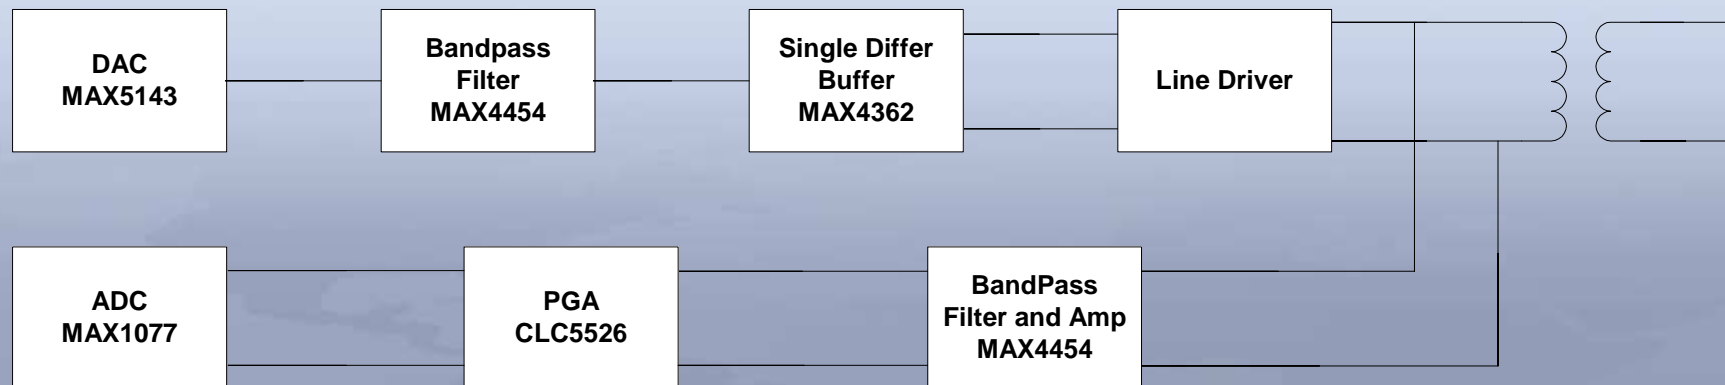 DAC
MAX5143
Bandpass
Filter
MAX4454
Single Differ
Buffer
MAX4362
Line Driver
ADC
MAX1077
PGA
CLC5526
BandPass
Filter and Amp
MAX4454